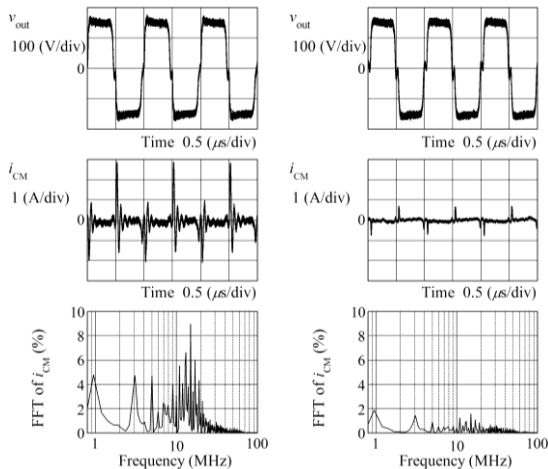 v_out
100 (V/div)
0
Time 0.5 (μs/div)
i_CM
1 (A/div)
0
Time 0.5 (μs/div)
FFT of i_CM (%)
10
8
6
4
2
0
1
10
100
Frequency (MHz)
v_out
100 (V/div)
0
Time 0.5 (μs/div)
i_CM
1 (A/div)
0
Time 0.5 (μs/div)
FFT of i_CM (%)
10
8
6
4
2
0
1
10
100
Frequency (MHz)